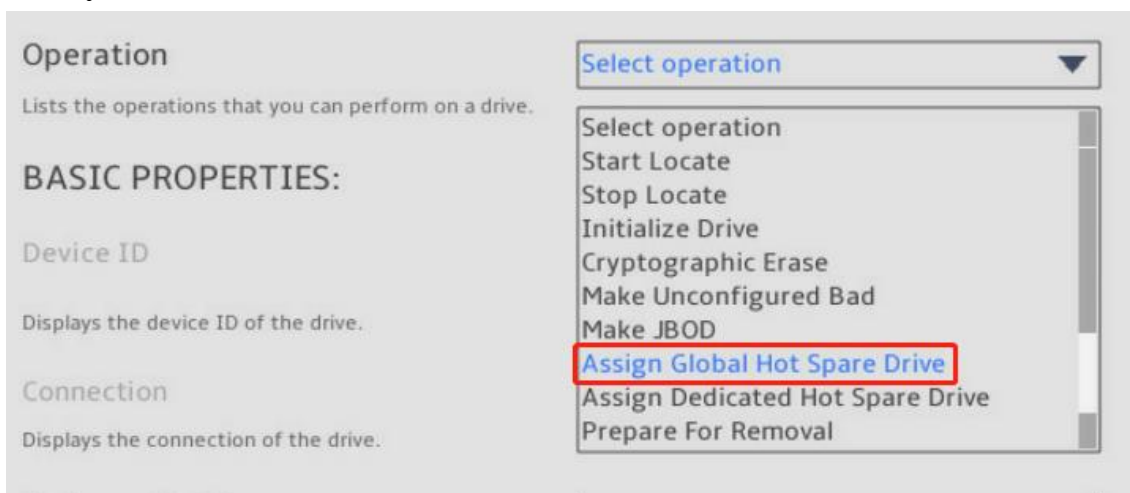 Operation
Select operation
Lists the operations that you can perform on a drive.
BASIC PROPERTIES:
Device ID
Displays the device ID of the drive.
Connection
Displays the connection of the drive.
Select operation
Start Locate
Stop Locate
Initialize Drive
Cryptographic Erase
Make Unconfigured Bad
Make JBOD
Assign Global Hot Spare Drive
Assign Dedicated Hot Spare Drive
Prepare For Removal